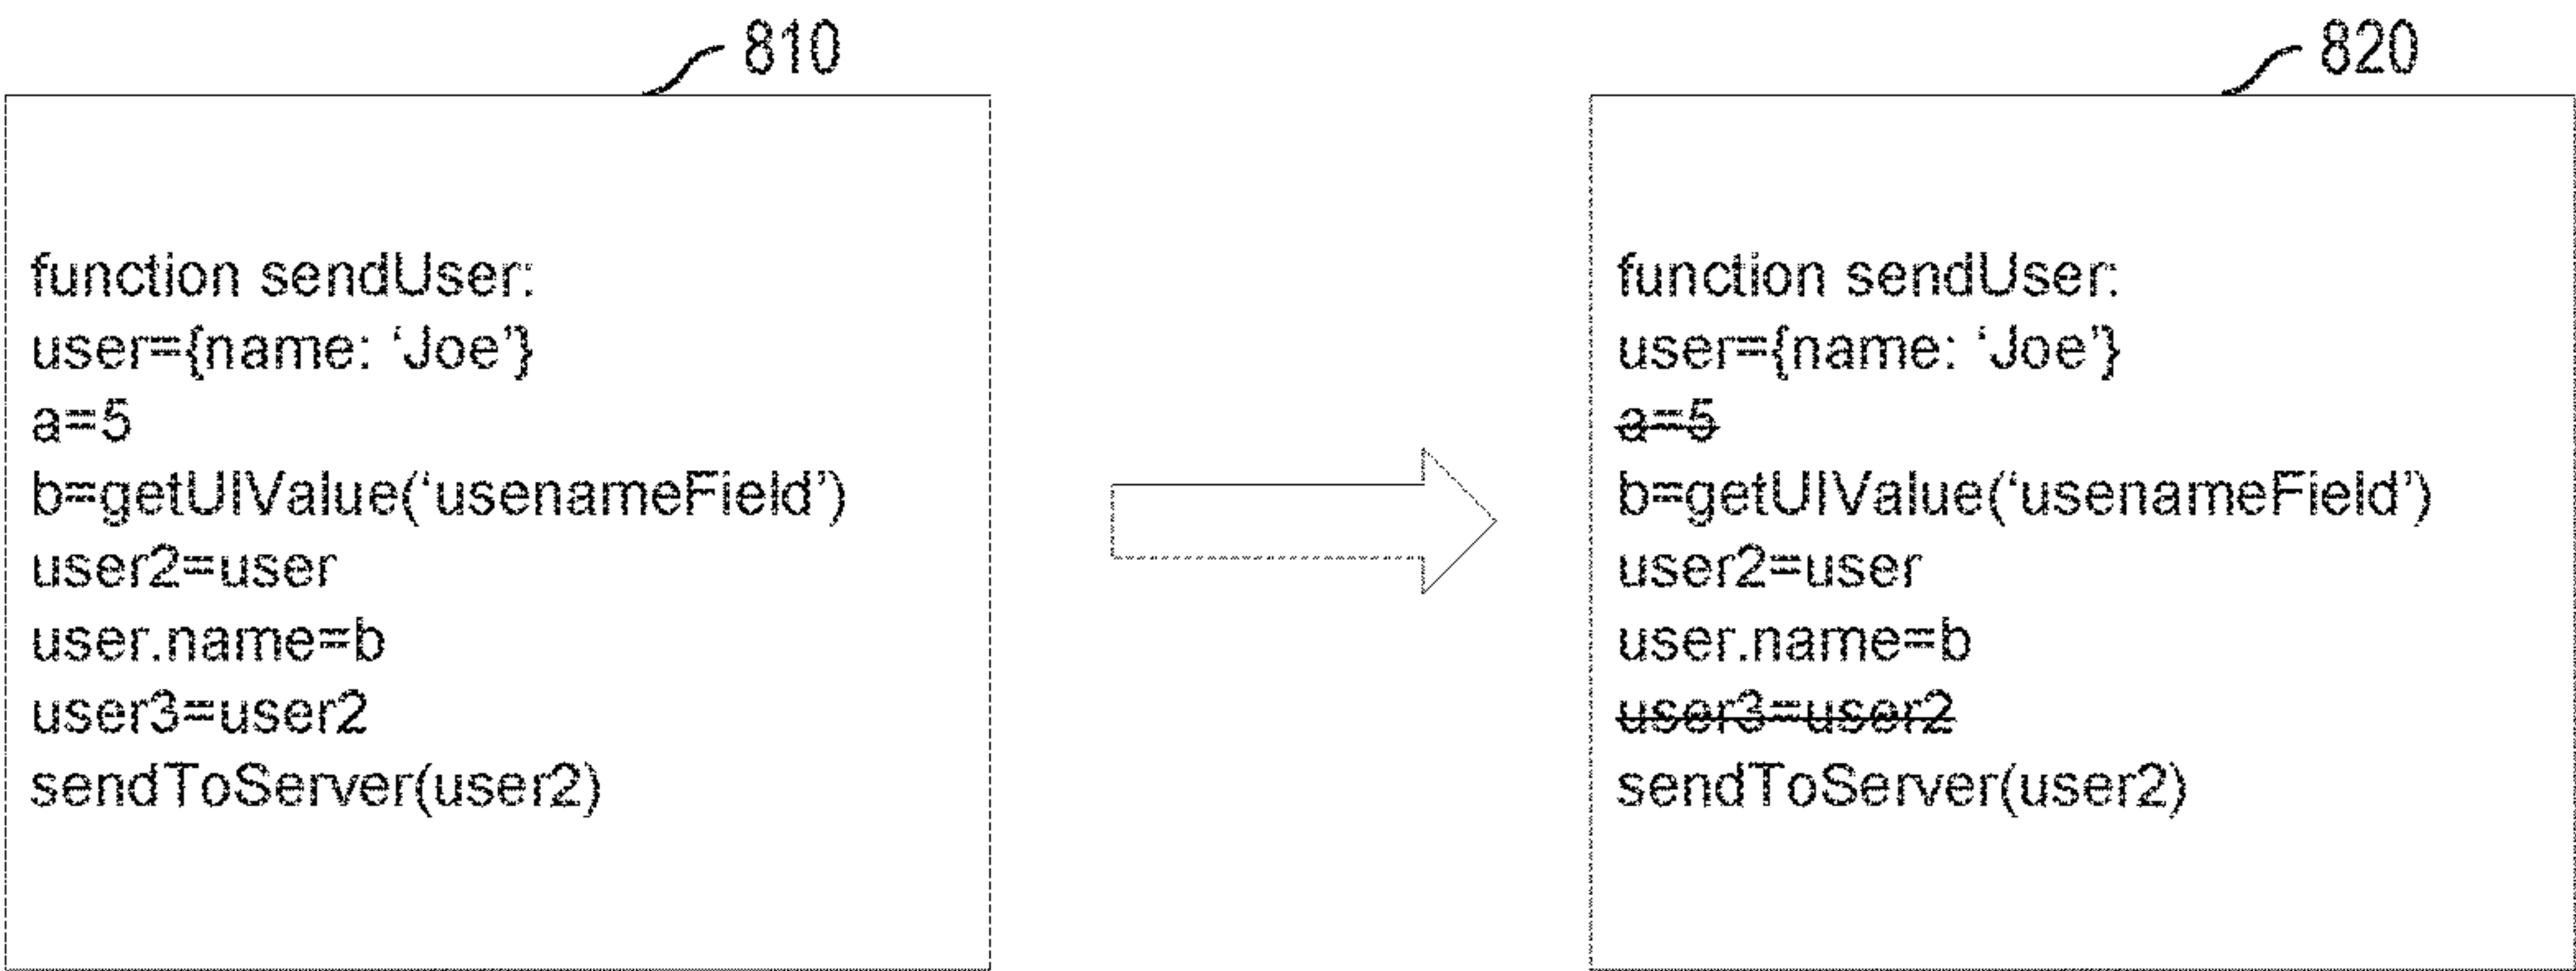 810
function sendUser:
user={name: ‘Joe’}
a=5
b=getUIValue(‘usenameField’)
user2=user
user.name=b
user3=user2
sendToServer(user2)
820
function sendUser:
user={name: ‘Joe’}
a=5
b=getUIValue(‘usenameField’)
user2=user
user.name=b
user3=user2
sendToServer(user2)